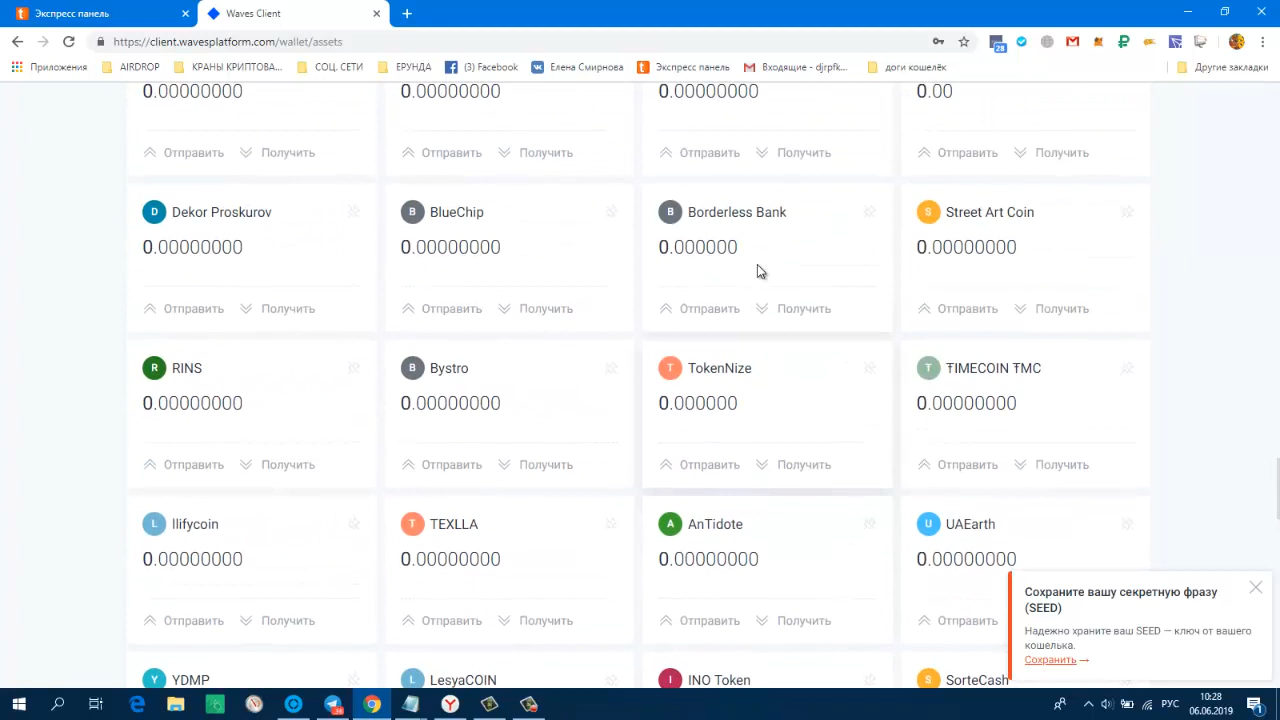 Экспресс панель
Waves Client
https://client.wavesplatform.com/wallet/assets
28
Приложения AIRDROP КРАНЫ КРИПТОВА... СОЦ. СЕТИ ЕРУНДА (3) Facebook Елена Смирнова Экспресс панель Входящие - djrpfk... доги кошелёк Другие закладки
0.00000000 0.00000000 0.00000000 0.00
Отправить Получить Отправить Получить Отправить Получить Отправить Получить
D Dekor Proskurov B BlueChip B Borderless Bank S Street Art Coin
0.00000000 0.00000000 0.000000 0.00000000
Отправить Получить Отправить Получить Отправить Получить Отправить Получить
R RINS B Bystro T TokenNize T ŦIMECOIN ŦMC
0.00000000 0.00000000 0.000000 0.00000000
Отправить Получить Отправить Получить Отправить Получить Отправить Получить
L llifycoin T TEXLLA A AnTidote U UAEarth
0.00000000 0.00000000 0.00000000 0.00000000
Отправить Получить Отправить Получить Отправить Получить Отправить
Y YDMP L LesyaCOIN I INO Token S SorteCash
Сохраните вашу секретную фразу
(SEED)
Надежно храните ваш SEED — ключ от вашего
кошелька.
Сохранить →
РУС
10:28
06.06.2019
1